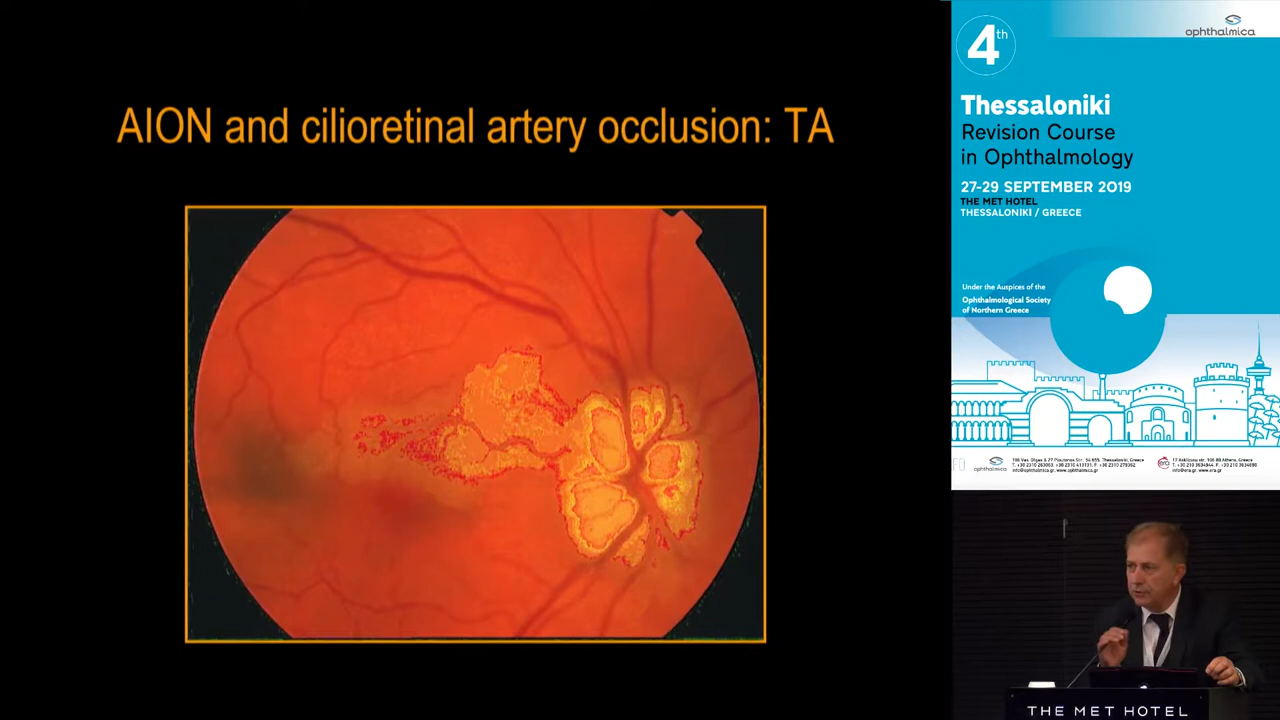 AION and cilioretinal artery occlusion: TA
ophthalmica
4th
Thessaloniki
Revision Course
in Ophthalmology
27-29 SEPTEMBER 2019
THE MET HOTEL
THESSALONIKI / GREECE
Under the Auspices of the
Ophthalmological Society
of Northern Greece
ophthalmica
THE MET HOTEL